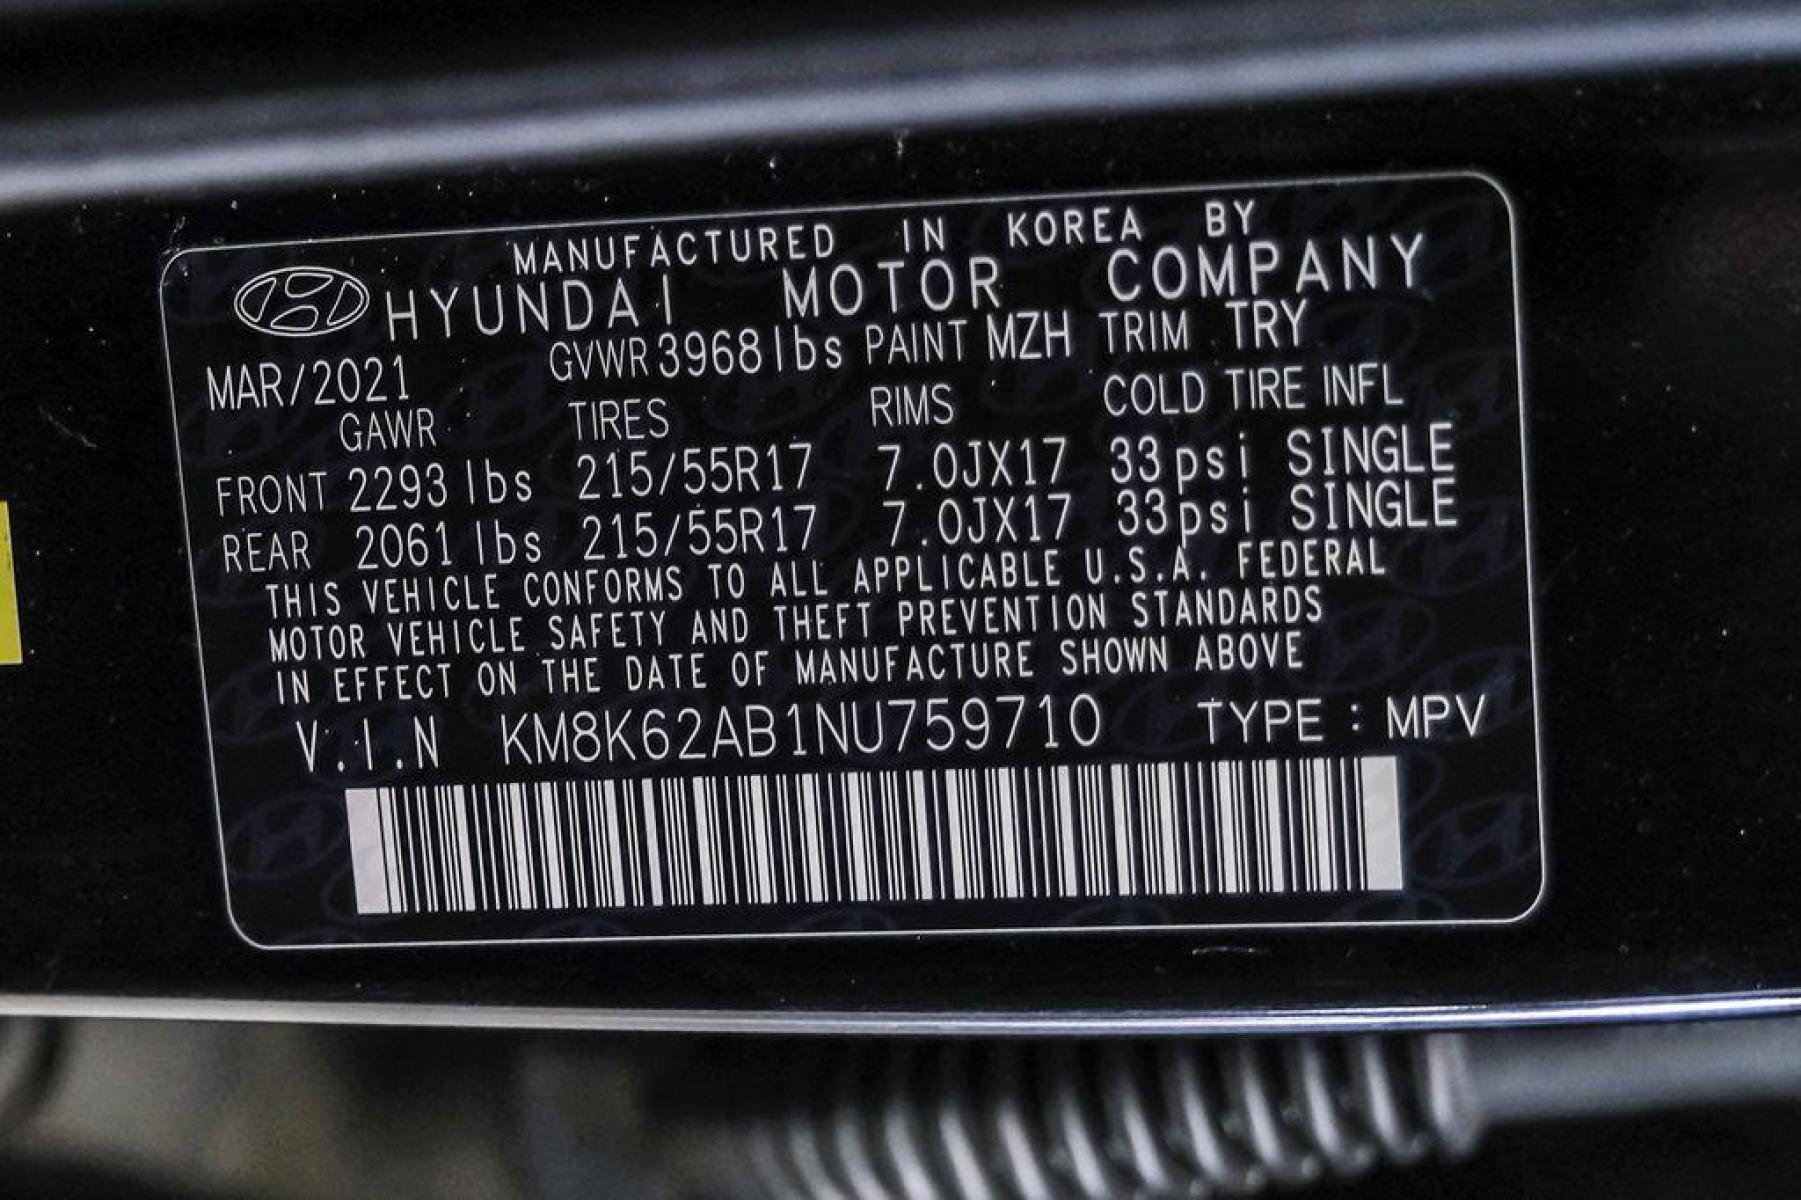 MANUFACTURED IN KOREA BY
HYUNDAI MOTOR COMPANY
MAR/2021 GVWR 3968 lbs PAINT MZH TRIM TRY
GAWR TIRES RIMS COLD TIRE INFL
FRONT 2293 lbs 215/55R17 7.0JX17 33psi SINGLE
REAR 2061 lbs 215/55R17 7.0JX17 33psi SINGLE
THIS VEHICLE CONFORMS TO ALL APPLICABLE U.S.A. FEDERAL
MOTOR VEHICLE SAFETY AND THEFT PREVENTION STANDARDS
IN EFFECT ON THE DATE OF MANUFACTURE SHOWN ABOVE
V.I.N KM8K62AB1NU759710 TYPE : MPV